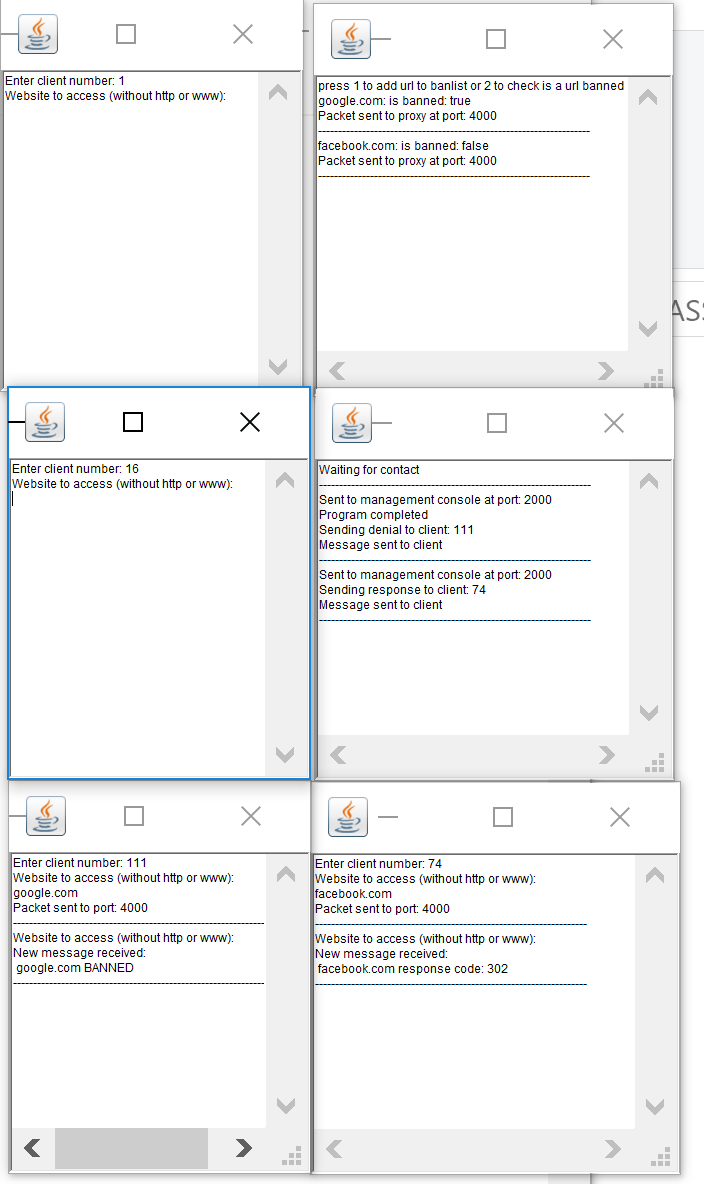 Enter client number: 1
Website to access (without http or www):
press 1 to add url to banlist or 2 to check is a url banned
google.com: is banned: true
Packet sent to proxy at port: 4000
--------------------------------------------------------------------
facebook.com: is banned: false
Packet sent to proxy at port: 4000
--------------------------------------------------------------------
Enter client number: 16
Website to access (without http or www):
Waiting for contact
--------------------------------------------------------------------
Sent to management console at port: 2000
Program completed
Sending denial to client: 111
Message sent to client
--------------------------------------------------------------------
Sent to management console at port: 2000
Sending response to client: 74
Message sent to client
--------------------------------------------------------------------
Enter client number: 111
Website to access (without http or www):
google.com
Packet sent to port: 4000
---------------------------------------------------------------
Website to access (without http or www):
New message received:
google.com BANNED
---------------------------------------------------------------
Enter client number: 74
Website to access (without http or www):
facebook.com
Packet sent to port: 4000
--------------------------------------------------------------------
Website to access (without http or www):
New message received:
facebook.com response code: 302
--------------------------------------------------------------------